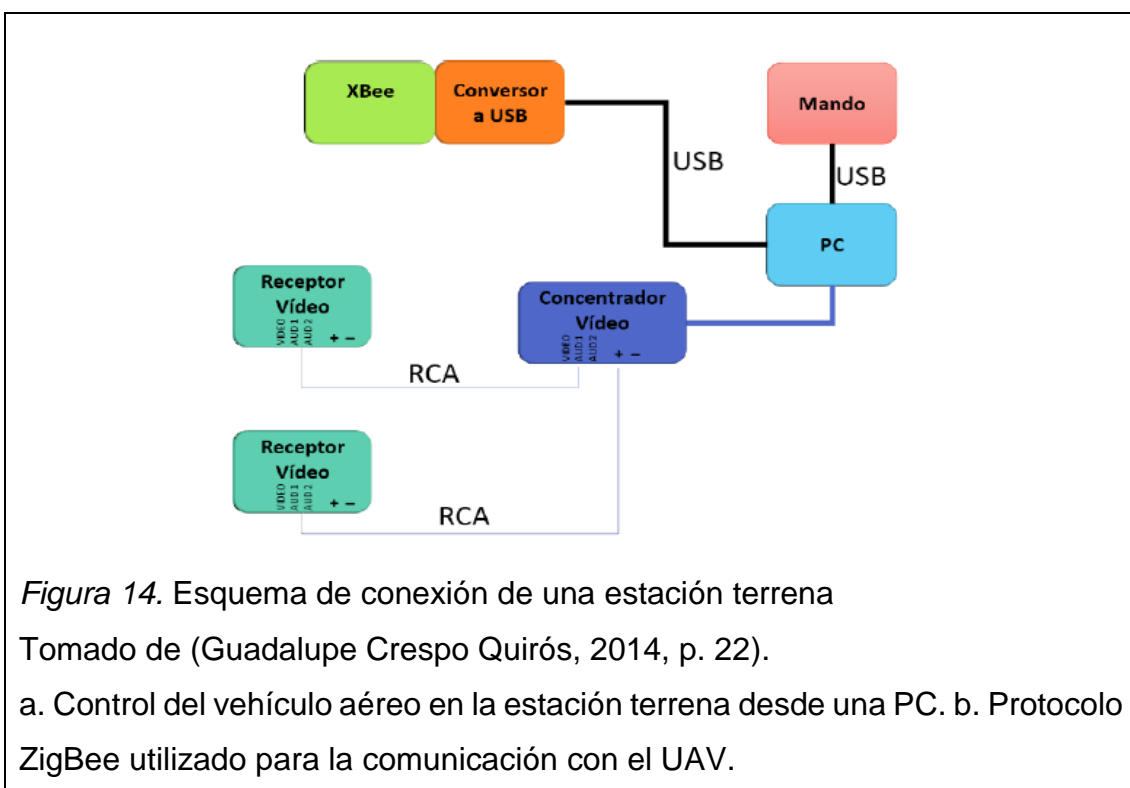 XBee
Conversor
a USB
Mando
USB
USB
PC
Receptor
Vídeo
VIDEO
AUD1
AUD2
+ −
Concentrador
Vídeo
VIDEO
AUD1
AUD2
+ −
RCA
Receptor
Vídeo
VIDEO
AUD1
AUD2
+ −
RCA
Figura 14. Esquema de conexión de una estación terrena
Tomado de (Guadalupe Crespo Quirós, 2014, p. 22).
a. Control del vehículo aéreo en la estación terrena desde una PC. b. Protocolo
ZigBee utilizado para la comunicación con el UAV.